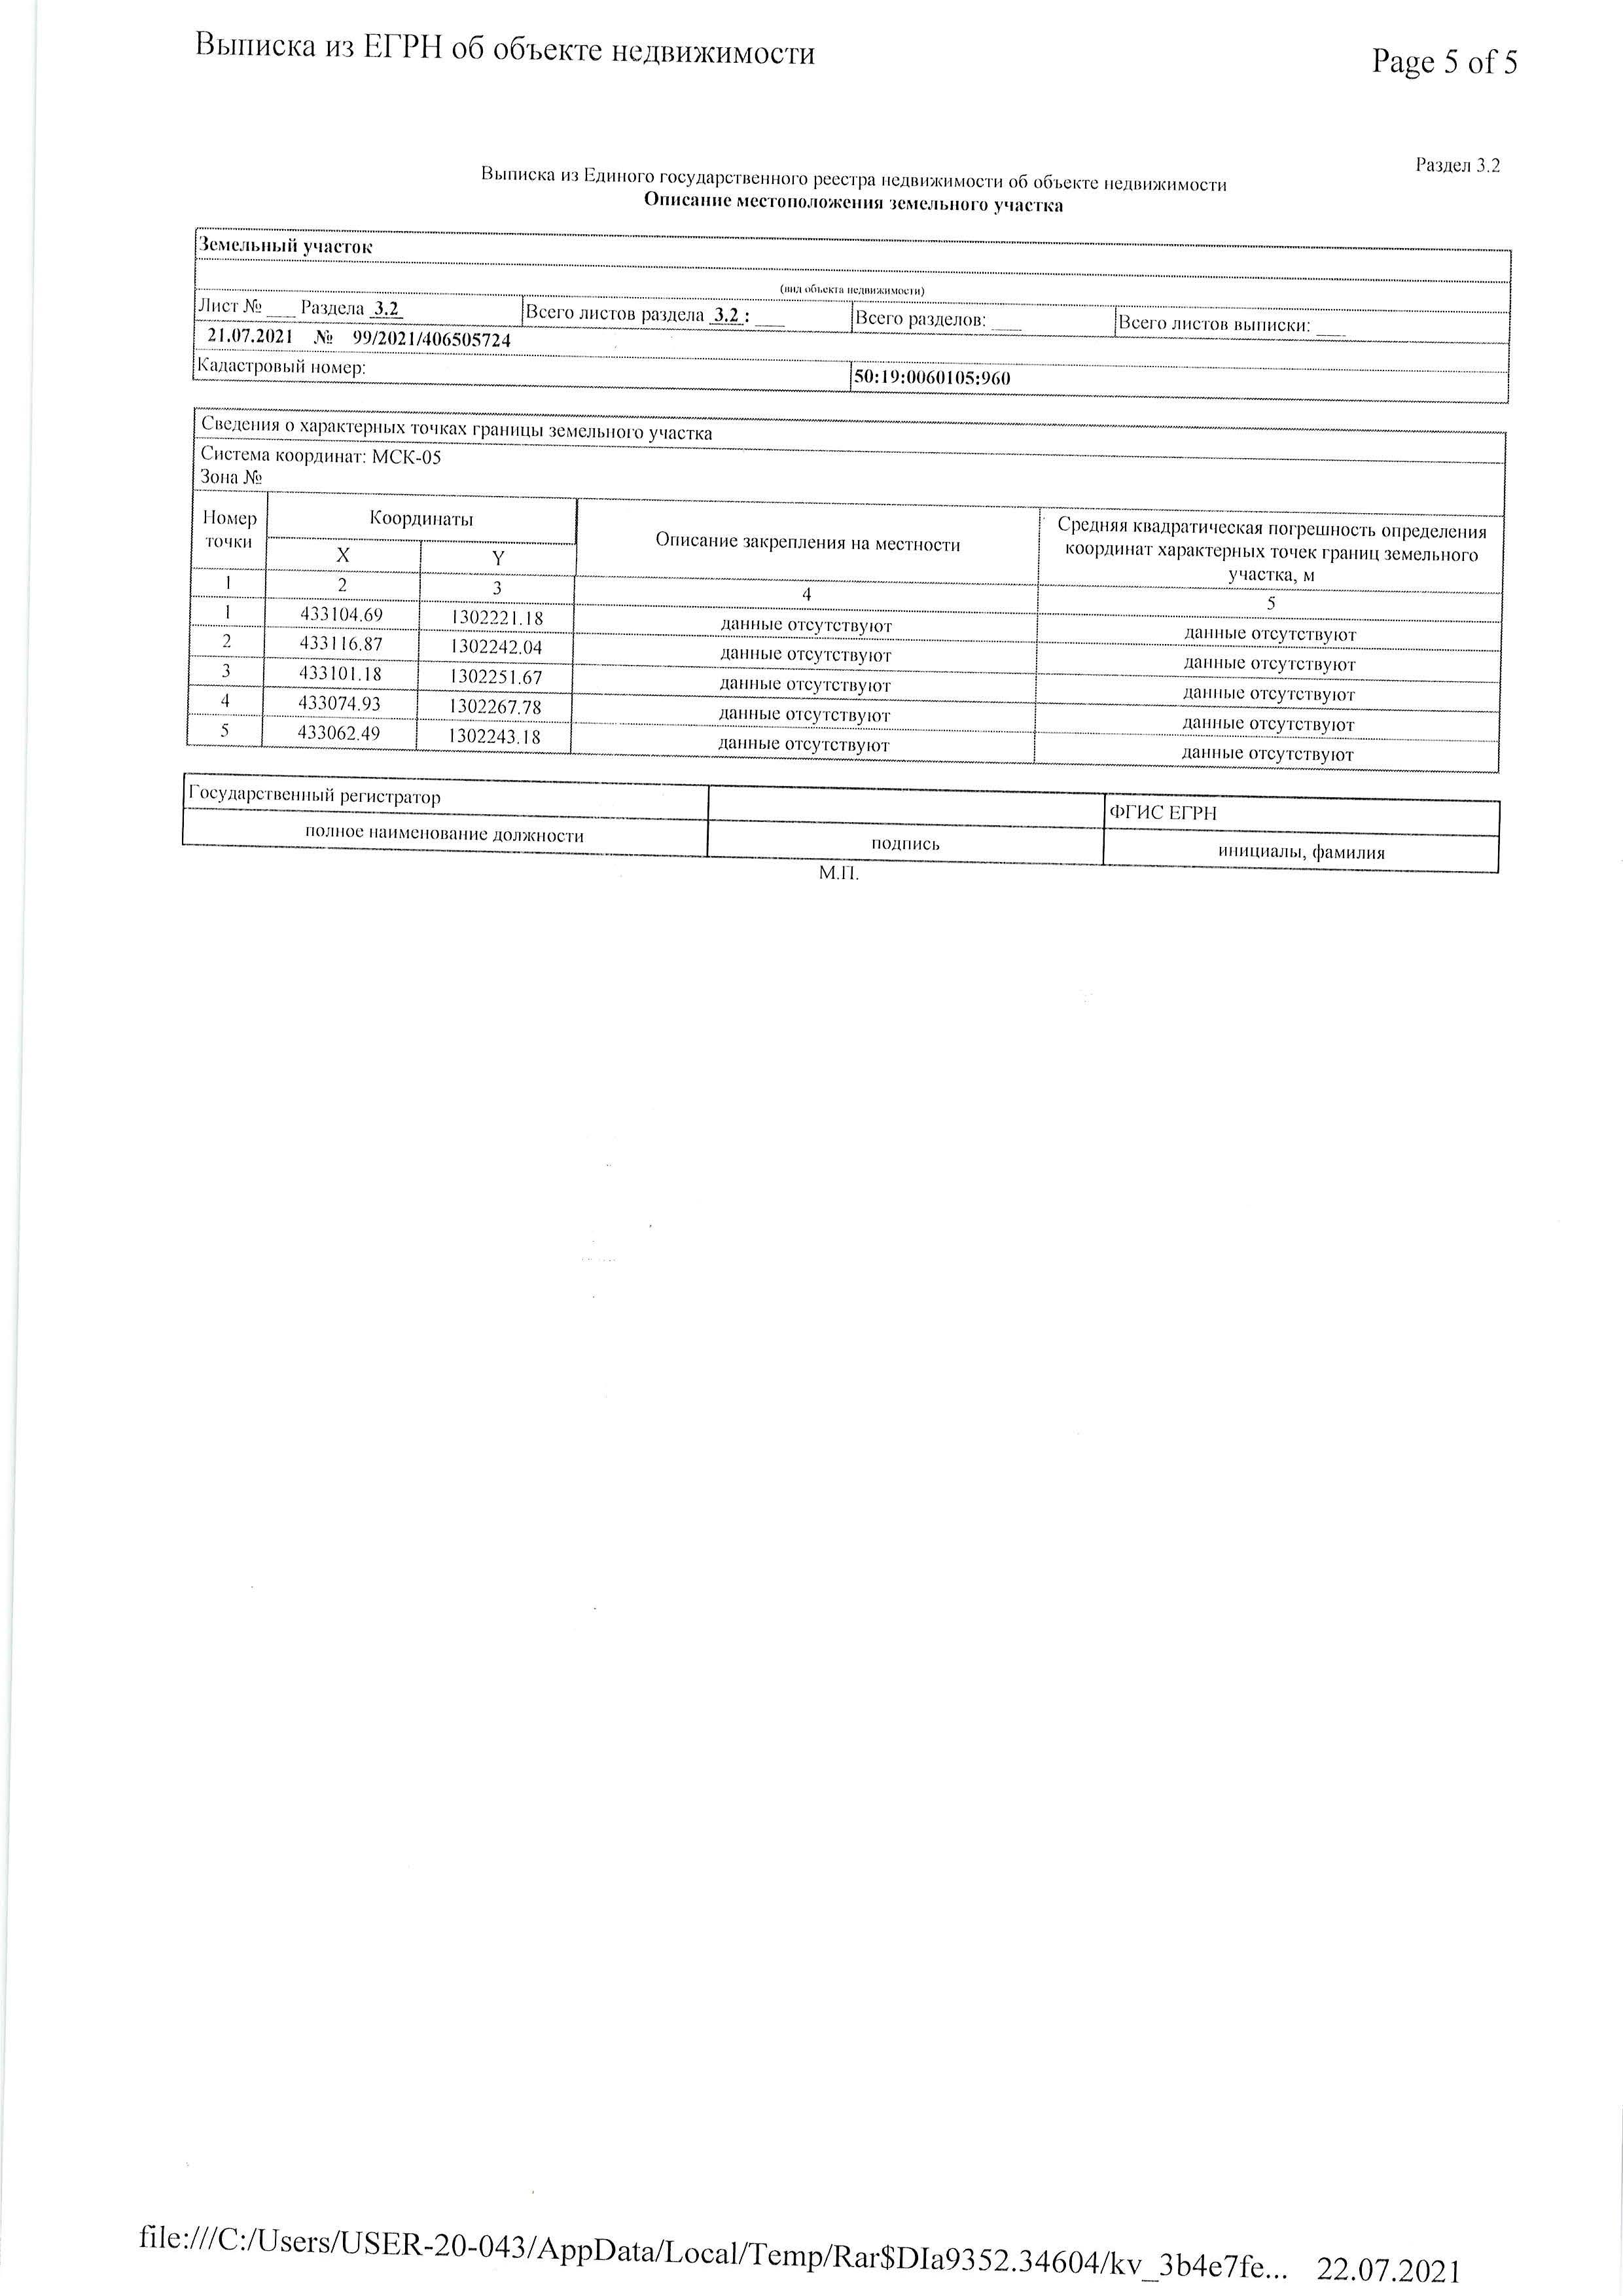 Выписка из ЕГРН об объекте недвижимости Page 5 of 5
Раздел 3.2
Выписка из Единого государственного реестра недвижимости об объекте недвижимости
Описание местоположения земельного участка
Земельный участок
(вид объекта недвижимости)
Лист № ___ Раздела 3.2 Всего листов раздела 3.2 : ___ Всего разделов: ___ Всего листов выписки: ___
21.07.2021 № 99/2021/406505724
Кадастровый номер: 50:19:0060105:960
Сведения о характерных точках границы земельного участка
Система координат: МСК-05
Зона №
Номер точки Координаты Описание закрепления на местности Средняя квадратическая погрешность определения координат характерных точек границ земельного участка, м
X Y
1 2 3 4 5
1 433104.69 1302221.18 данные отсутствуют данные отсутствуют
2 433116.87 1302242.04 данные отсутствуют данные отсутствуют
3 433101.18 1302251.67 данные отсутствуют данные отсутствуют
4 433074.93 1302267.78 данные отсутствуют данные отсутствуют
5 433062.49 1302243.18 данные отсутствуют данные отсутствуют
Государственный регистратор ФГИС ЕГРН
полное наименование должности подпись инициалы, фамилия
М.П.
file:///C:/Users/USER-20-043/AppData/Local/Temp/Rar$DIa9352.34604/kv_3b4e7fe... 22.07.2021